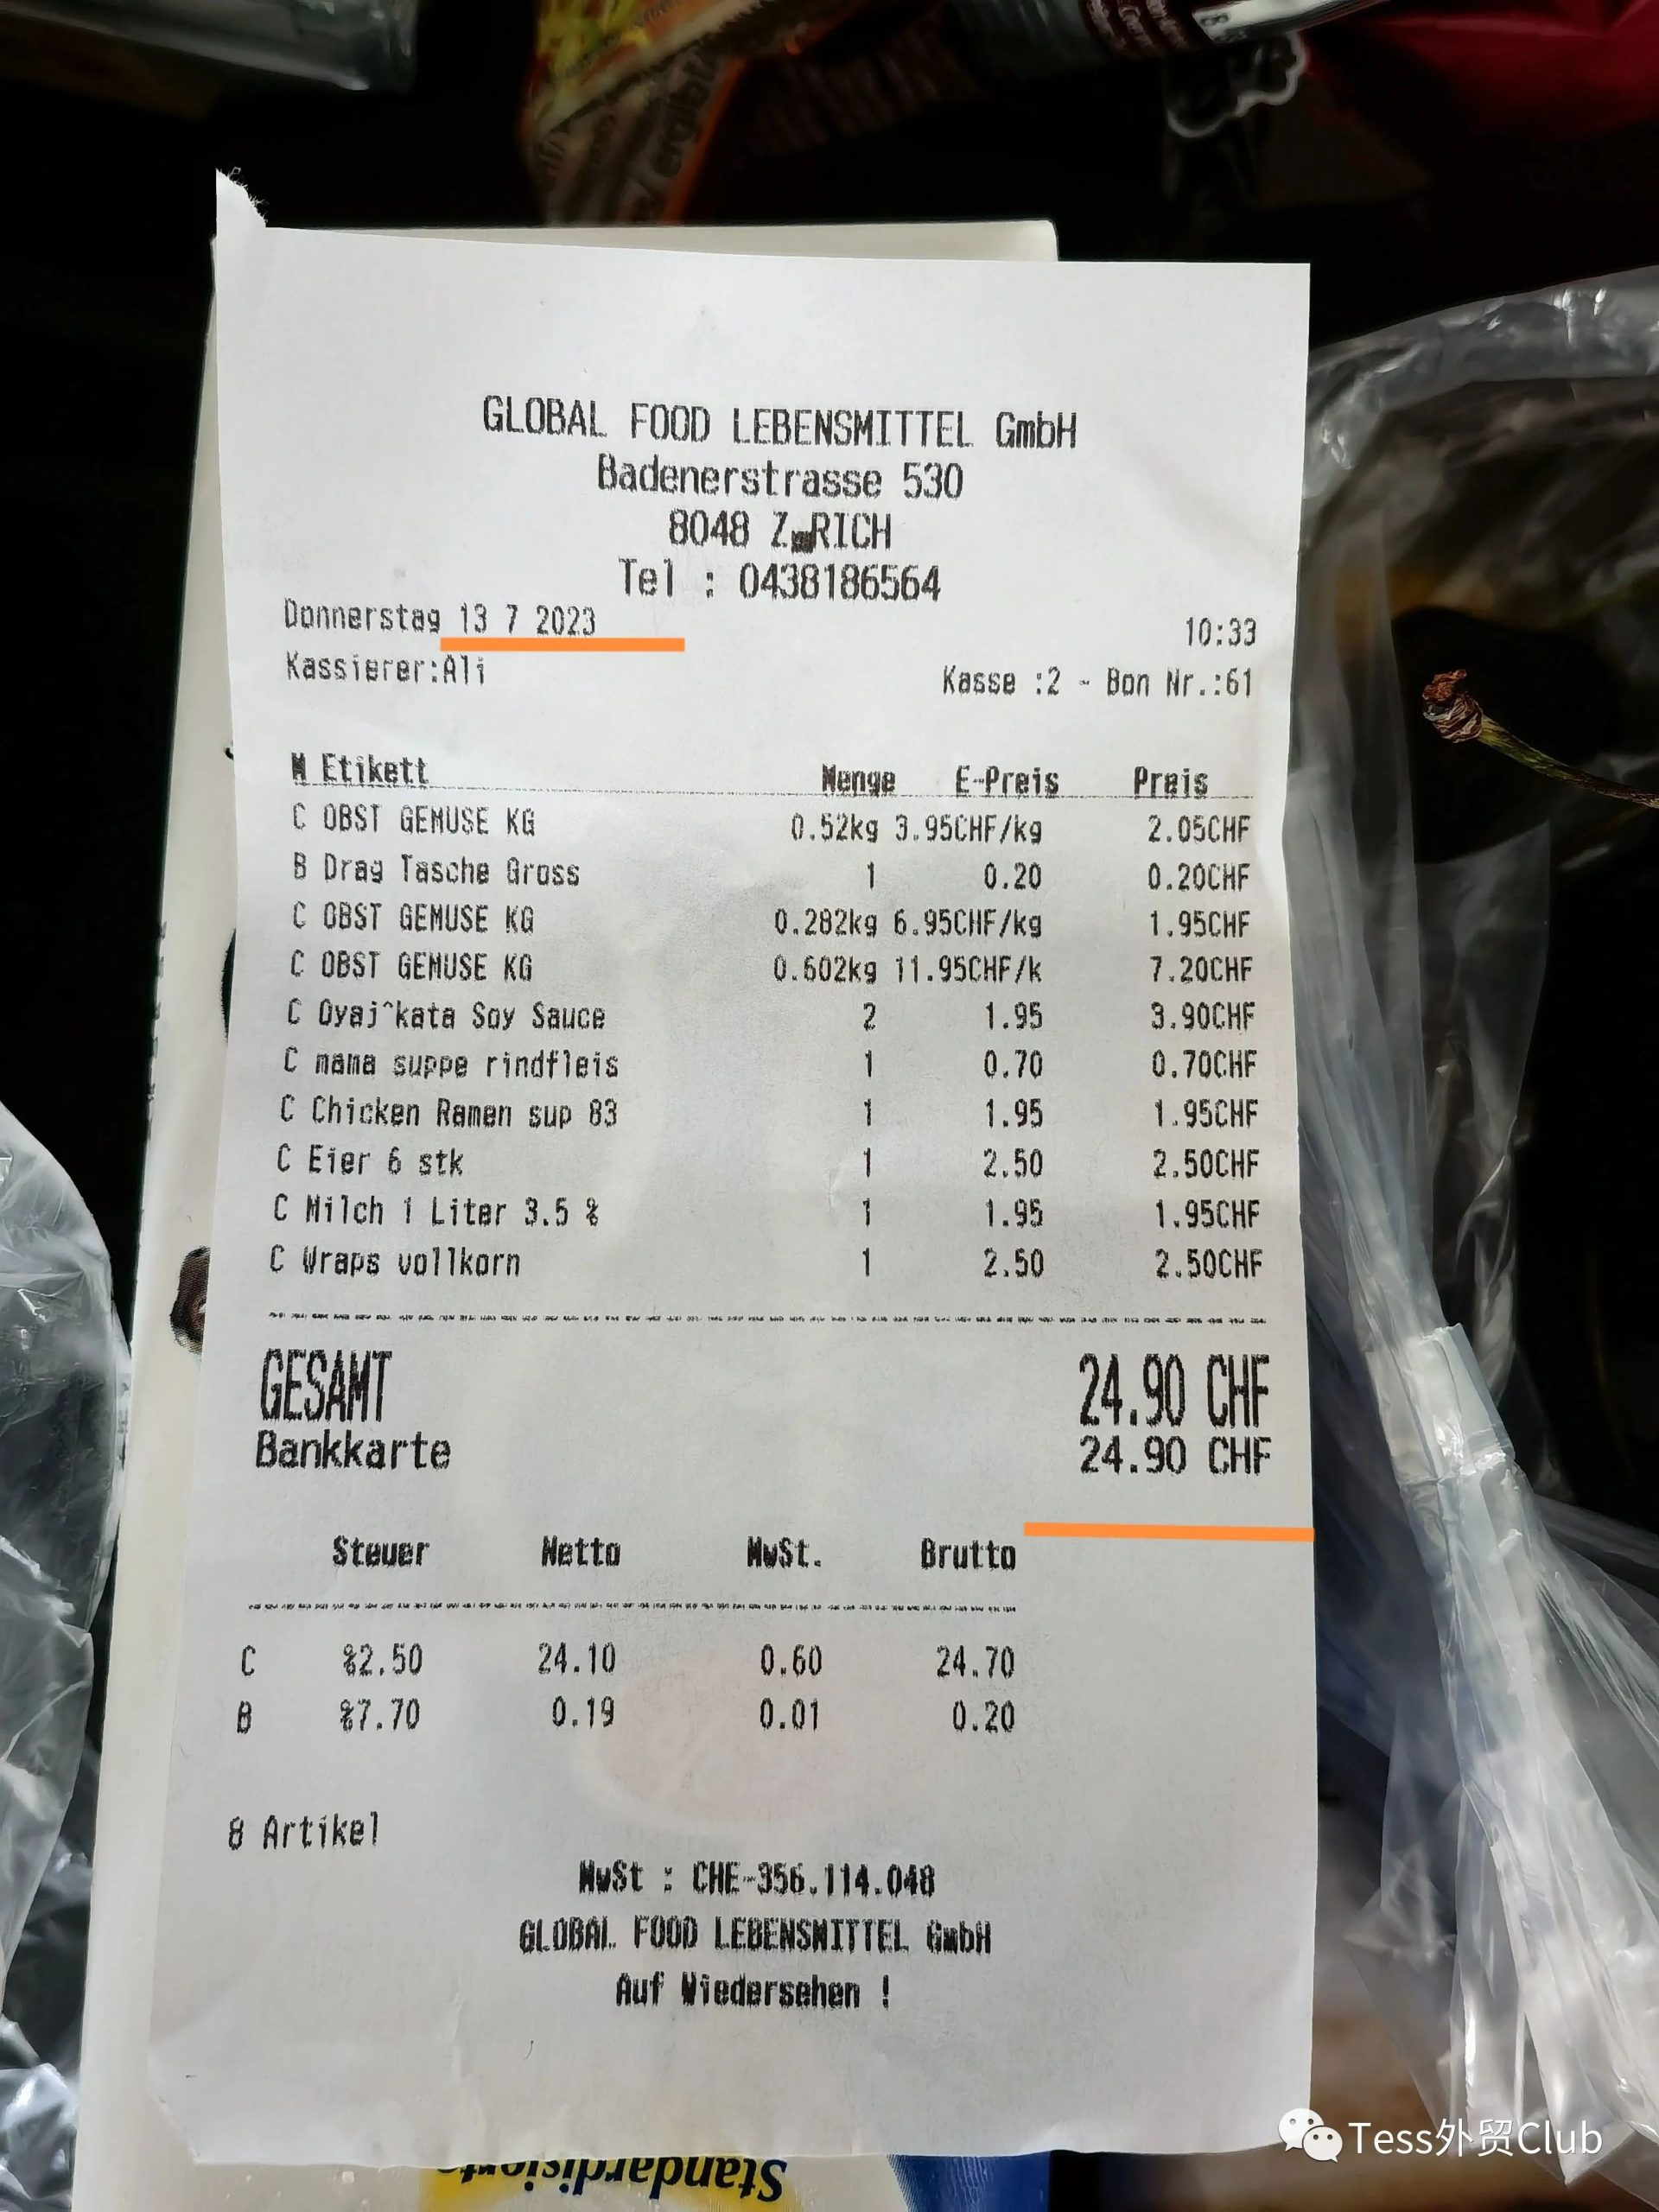 GLOBAL FOOD LEBENSMITTEL GmbH
Badenerstrasse 530
8048 Z RICH
Tel : 0438186564
Donnerstag 13 7 2023 10:33
Kassierer:Ali Kasse :2 - Bon Nr.:61
M Etikett Menge E-Preis Preis
C OBST GEMUSE KG 0.52kg 3.95CHF/kg 2.05CHF
B Drag Tasche Gross 1 0.20 0.20CHF
C OBST GEMUSE KG 0.282kg 6.95CHF/kg 1.95CHF
C OBST GEMUSE KG 0.602kg 11.95CHF/k 7.20CHF
C Oyaj^kata Soy Sauce 2 1.95 3.90CHF
C mama suppe rindfleis 1 0.70 0.70CHF
C Chicken Ramen sup 83 1 1.95 1.95CHF
C Eier 6 stk 1 2.50 2.50CHF
C Milch 1 Liter 3.5 % 1 1.95 1.95CHF
C Wraps vollkorn 1 2.50 2.50CHF
GESAMT 24.90 CHF
Bankkarte 24.90 CHF
Steuer Netto MwSt. Brutto
C %2.50 24.10 0.60 24.70
B %7.70 0.19 0.01 0.20
8 Artikel
MwSt : CHE-356.114.048
GLOBAL FOOD LEBENSMITTEL GmbH
Auf Wiedersehen !
Tess外贸Club